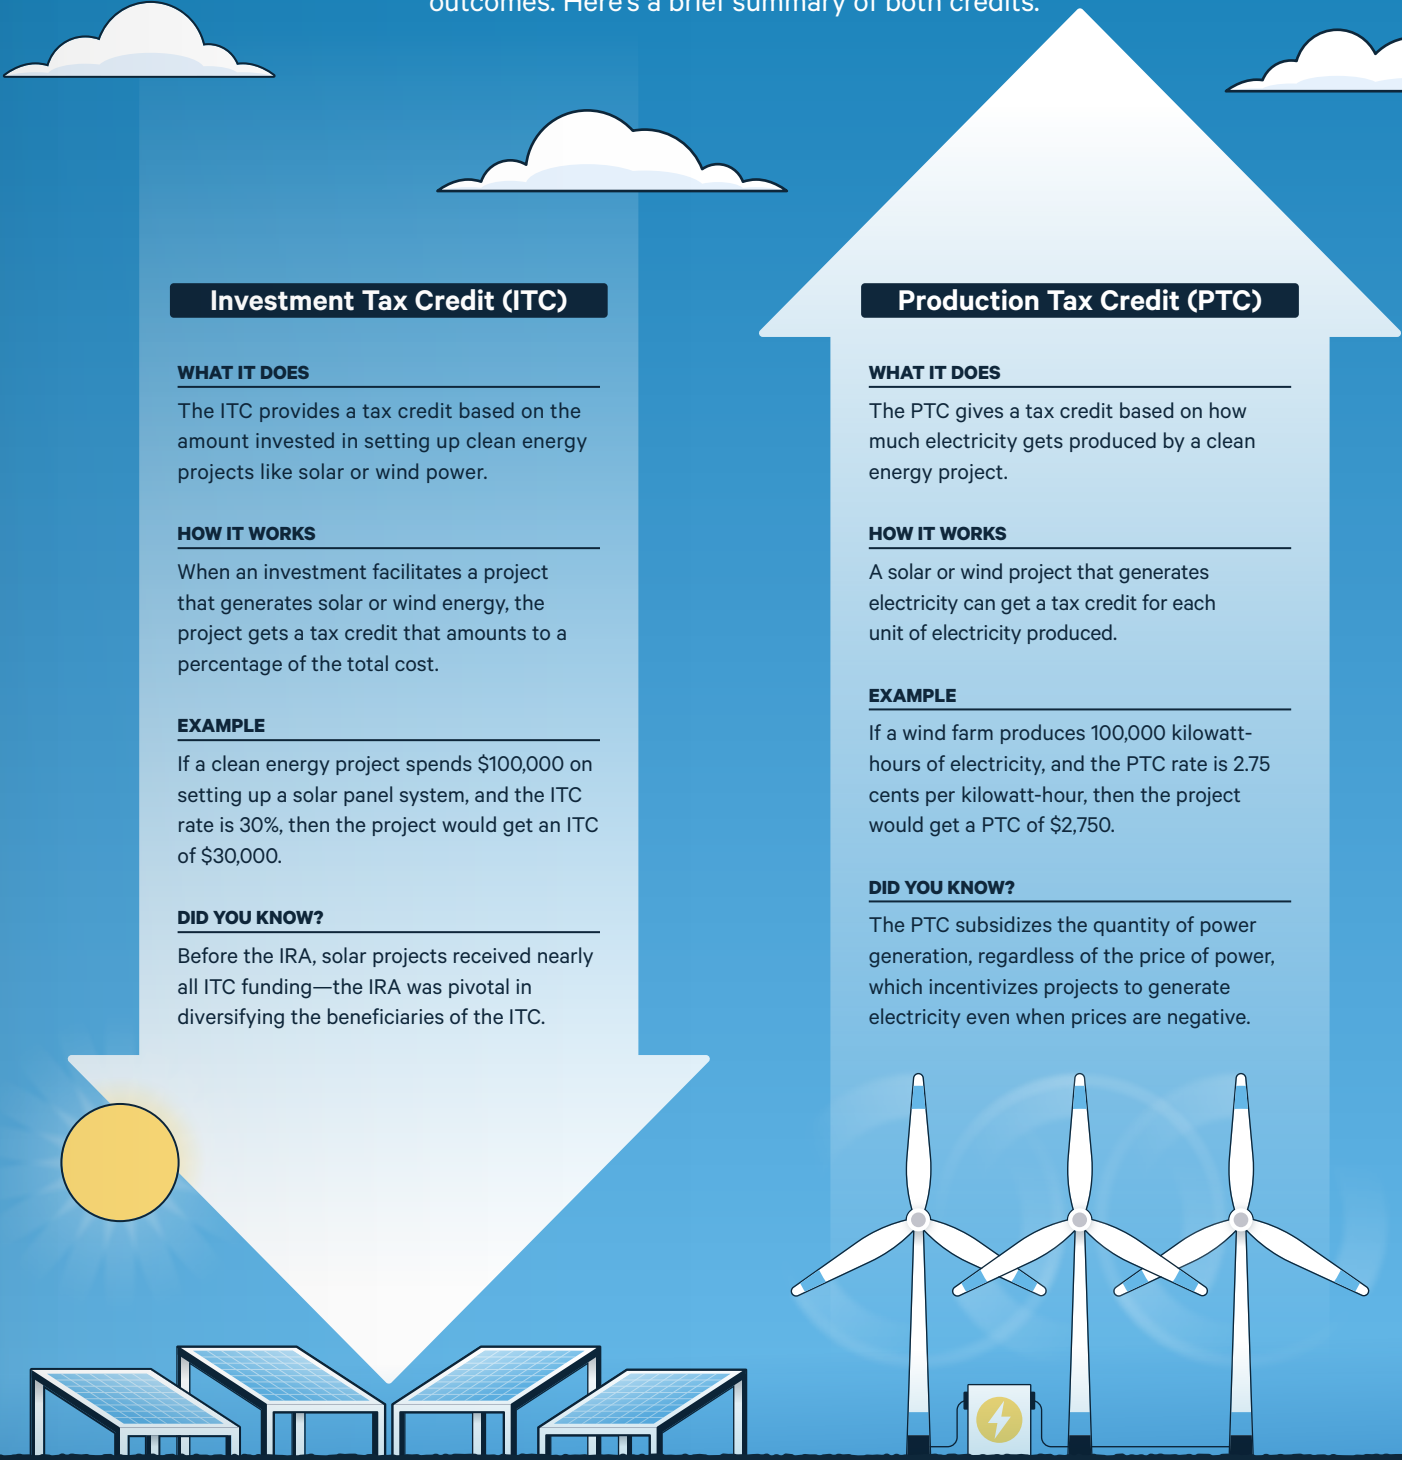 outcomes. Here's a brief summary of both credits.
Investment Tax Credit (ITC)
WHAT IT DOES
The ITC provides a tax credit based on the
amount invested in setting up clean energy
projects like solar or wind power.
HOW IT WORKS
When an investment facilitates a project
that generates solar or wind energy, the
project gets a tax credit that amounts to a
percentage of the total cost.
EXAMPLE
If a clean energy project spends $100,000 on
setting up a solar panel system, and the ITC
rate is 30%, then the project would get an ITC
of $30,000.
DID YOU KNOW?
Before the IRA, solar projects received nearly
all ITC funding—the IRA was pivotal in
diversifying the beneficiaries of the ITC.
Production Tax Credit (PTC)
WHAT IT DOES
The PTC gives a tax credit based on how
much electricity gets produced by a clean
energy project.
HOW IT WORKS
A solar or wind project that generates
electricity can get a tax credit for each
unit of electricity produced.
EXAMPLE
If a wind farm produces 100,000 kilowatt-
hours of electricity, and the PTC rate is 2.75
cents per kilowatt-hour, then the project
would get a PTC of $2,750.
DID YOU KNOW?
The PTC subsidizes the quantity of power
generation, regardless of the price of power,
which incentivizes projects to generate
electricity even when prices are negative.